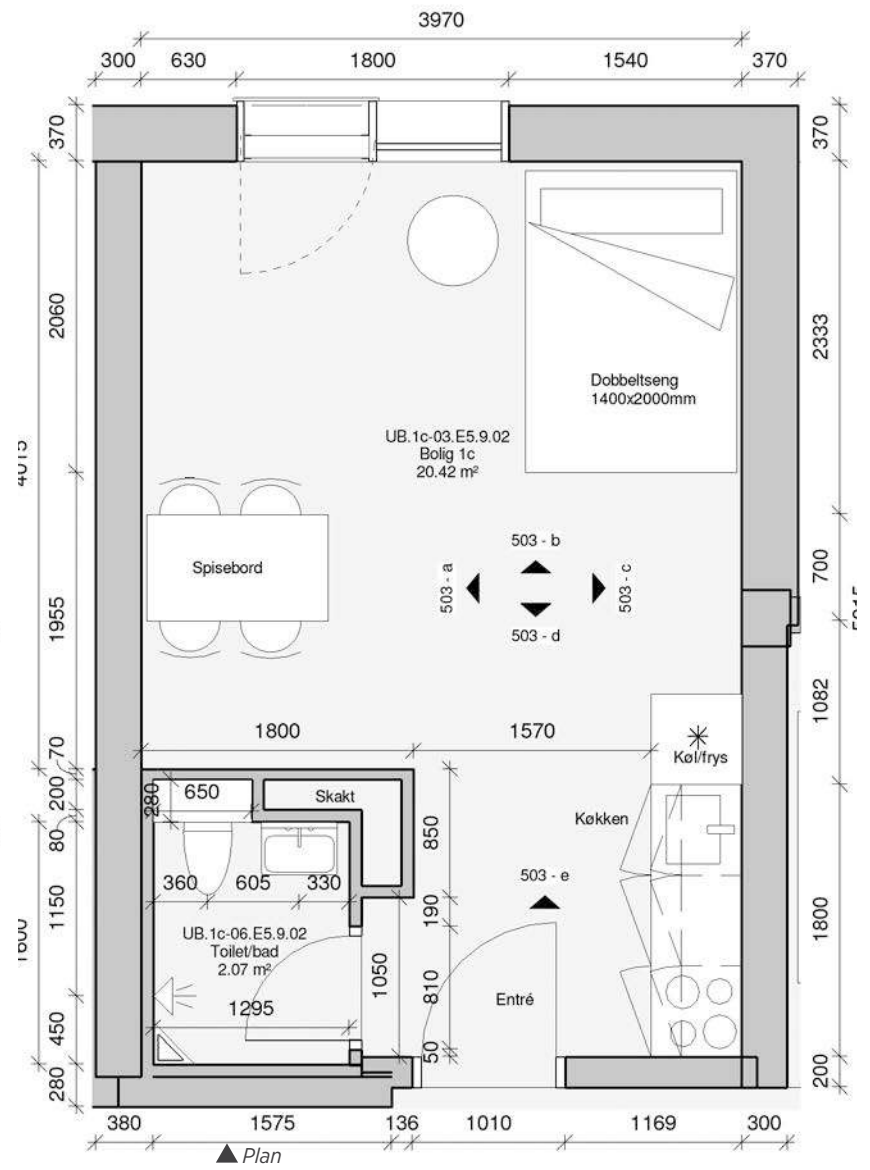 3970
300 630 1800 1540 370
370
370
2060
2333
Dobbeltseng
1400x2000mm
UB.1c-03.E5.9.02
Bolig 1c
20.42 m²
4015
503 - b
503 - a
503 - c
503 - d
Spisebord
700
1955
1082
1800 1570
70
Køl/frys
200
280
650
Skakt
80
Køkken
850
360 605 330
503 - e
1150
190
1800
UB.1c-06.E5.9.02
Toilet/bad
2.07 m²
1050
810
Entré
1295
450
50
280
200
380 1575 136 1010 1169 300
Plan